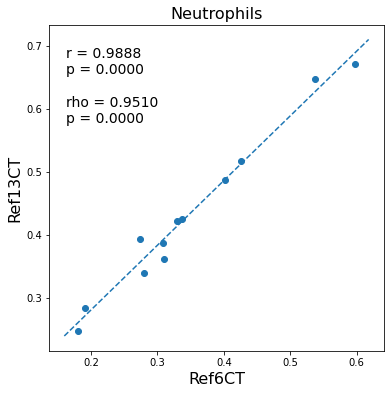 Neutrophils
r = 0.9888
p = 0.0000
rho = 0.9510
p = 0.0000
0.7
0.6
0.5
0.4
0.3
Ref13CT
0.2
0.3
0.4
0.5
0.6
Ref6CT